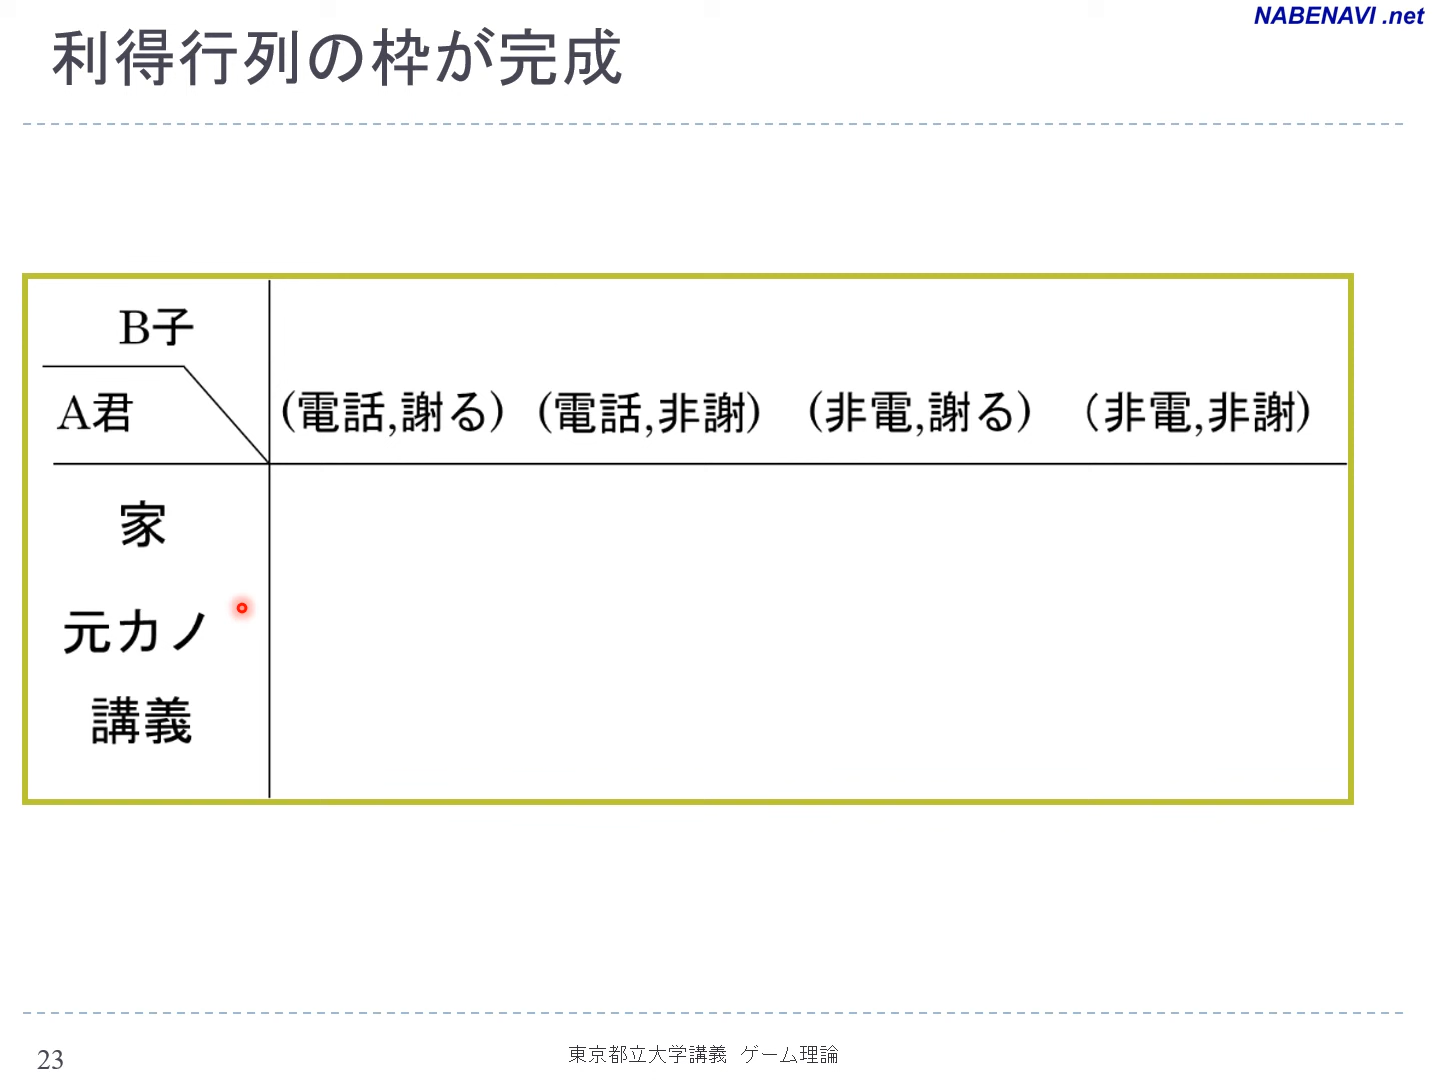 NABENAVI .net
利得行列の枠が完成
B子
A君
(電話,謝る) (電話,非謝) (非電,謝る) (非電,非謝)
家
元カノ
講義
23
東京都立大学講義 ゲーム理論